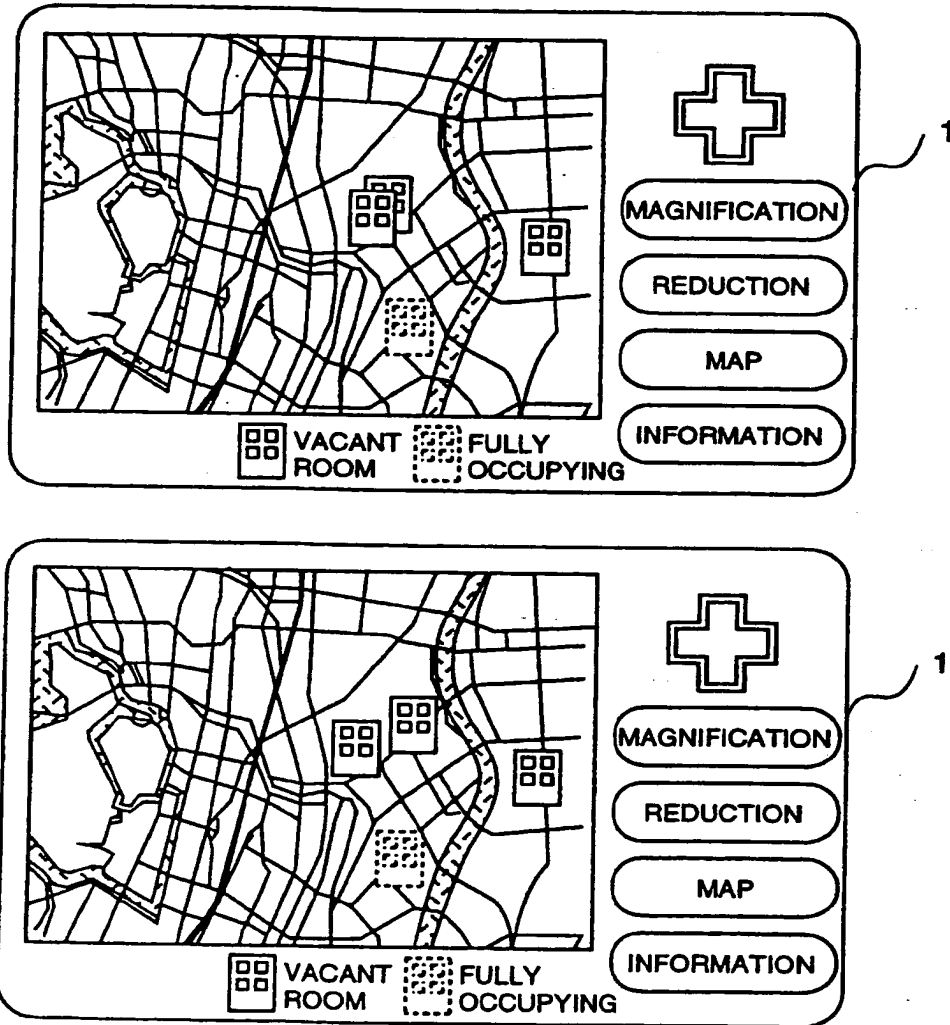 1
MAGNIFICATION
REDUCTION
MAP
INFORMATION
VACANT
ROOM
FULLY
OCCUPYING
1
MAGNIFICATION
REDUCTION
MAP
INFORMATION
VACANT
ROOM
FULLY
OCCUPYING